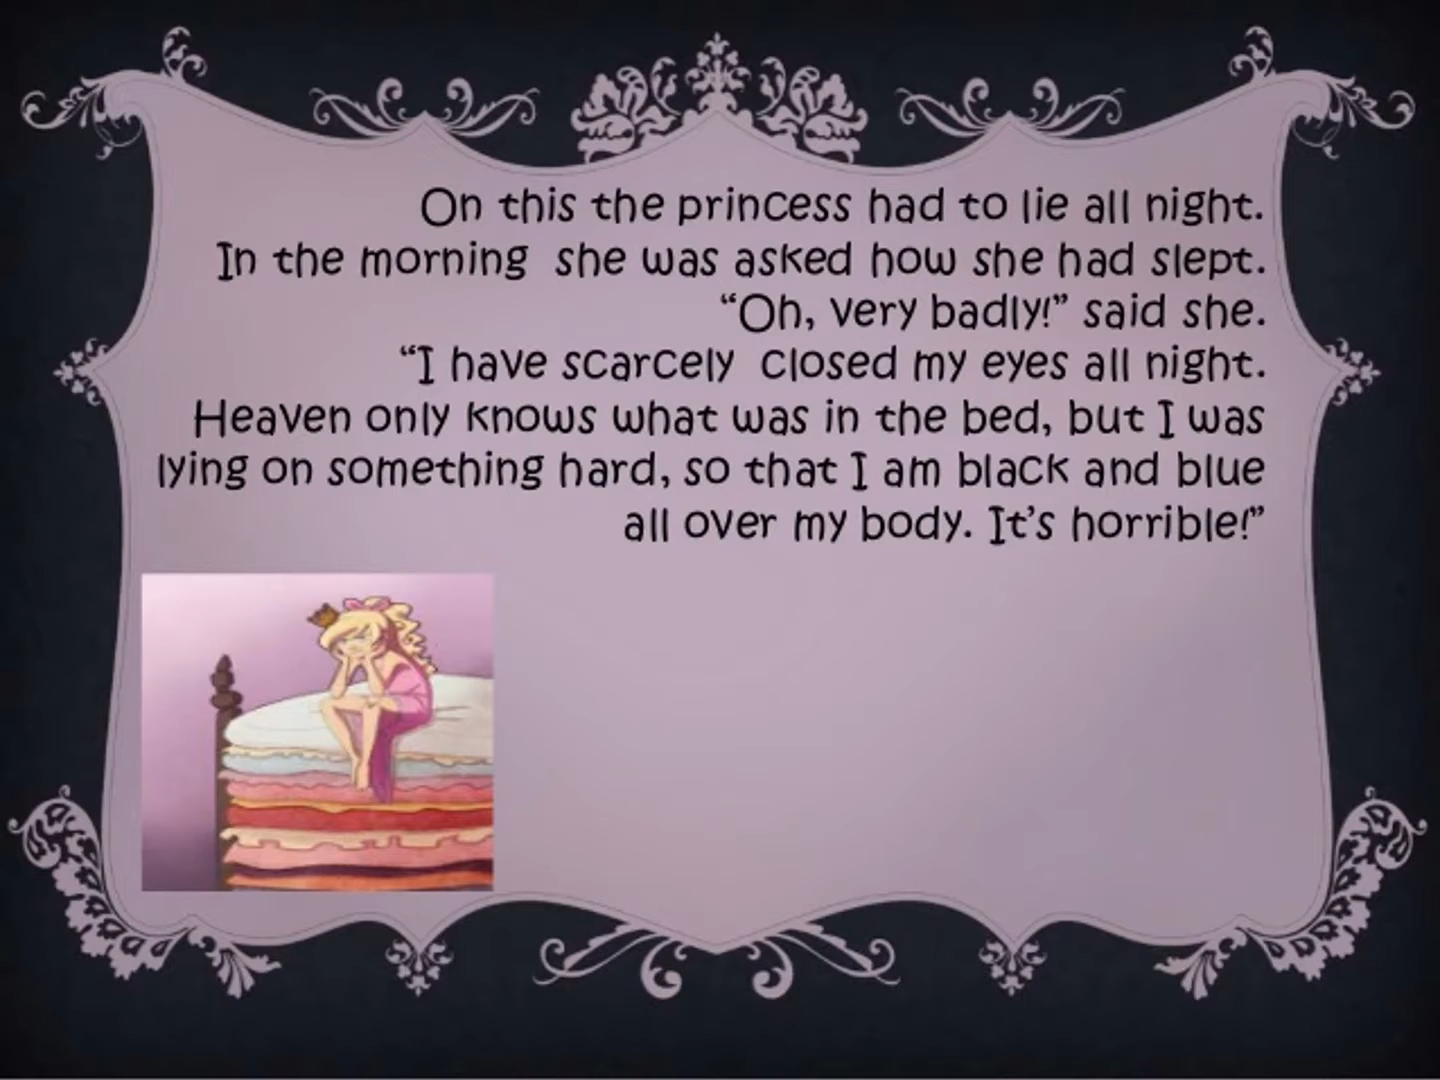 On this the princess had to lie all night.
In the morning  she was asked how she had slept.
“Oh, very badly!” said she.
“I have scarcely  closed my eyes all night.
Heaven only knows what was in the bed, but I was
lying on something hard, so that I am black and blue
all over my body. It’s horrible!”